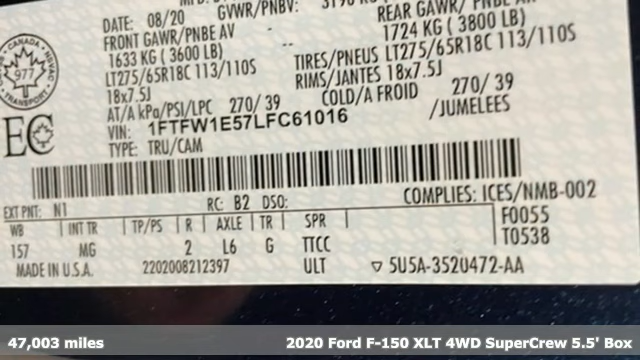 DATE: 08/20 GVWR/PNBV:
FRONT GAWR/PNBE AV REAR GAWR/ PNBE AR
1633 KG ( 3600 LB) 1724 KG ( 3800 LB)
LT275/65R18C 113/110S TIRES/PNEUS LT275/65R18C 113/110S
18x7.5J RIMS/JANTES 18x7.5J
AT/A kPa/PSI/LPC 270/ 39 COLD/A FROID 270/ 39
VIN: 1FTFW1E57LFC61016 /JUMELEES
TYPE: TRU/CAM
CANADA
977
TRANSPORT
EC
EXT PNT: N1 RC: B2 DSO: COMPLIES: ICES/NMB-002
WB INT TR TP/PS R AXLE TR SPR F0055
157 MG 2 L6 G TTCC T0538
MADE IN U.S.A. 2202008212397 ULT ▽ 5U5A-3520472-AA
47,003 miles 2020 Ford F-150 XLT 4WD SuperCrew 5.5' Box